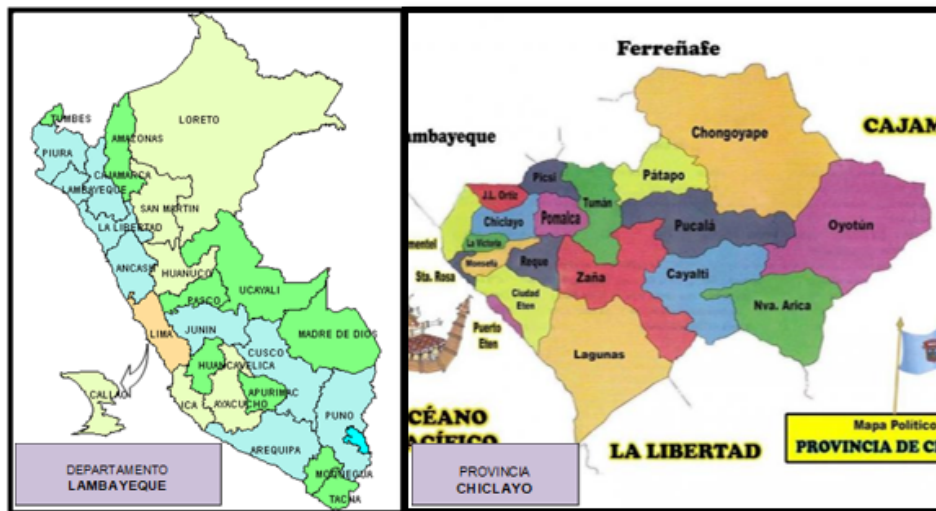 TUMBES
LORETO
AMAZONAS
PIURA
CAJAMARCA
LAMBAYEQUE
SAN MARTIN
LA LIBERTAD
ANCASH
HUANUCO
UCAYALI
PASCO
LIMA
JUNIN
MADRE DE DIOS
CUSCO
HUANCAVELICA
CALLAO
APURIMAC
ICA
AYACUCHO
PUNO
AREQUIPA
MOQUEGUA
TACNA
DEPARTAMENTO
LAMBAYEQUE
Ferreñafe
CAJAM
ambayeque
Chongoyape
Picsi
Pátapo
J.L. Ortiz
Tumán
Chiclayo
Pomalca
Pucalá
Oyotún
mentel
La Victoria
Monsefú
Reque
Sta. Rosa
Zaña
Cayalti
Ciudad
Eten
Nva. Arica
Puerto
Eten
Lagunas
CÉANO
ACÍFICO
LA LIBERTAD
Mapa Político
PROVINCIA DE C
PROVINCIA
CHICLAYO